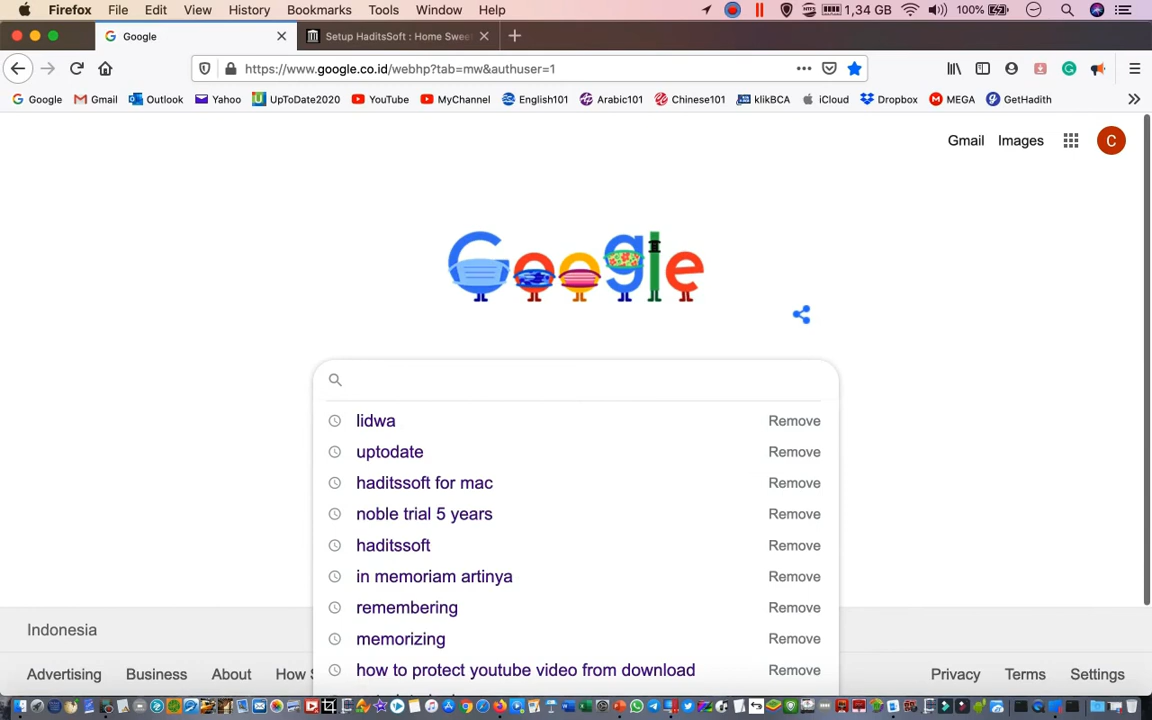 Firefox File Edit View History Bookmarks Tools Window Help 1,34 GB 100%
Google Setup HaditsSoft : Home Swee
https://www.google.co.id/webhp?tab=mw&authuser=1
Google Gmail Outlook Yahoo UpToDate2020 YouTube MyChannel English101 Arabic101 Chinese101 klikBCA iCloud Dropbox MEGA GetHadith
Gmail Images C
Google
lidwa Remove
uptodate Remove
haditssoft for mac Remove
noble trial 5 years Remove
haditssoft Remove
in memoriam artinya Remove
remembering Remove
memorizing Remove
how to protect youtube video from download Remove
Indonesia
Advertising Business About How Privacy Terms Settings